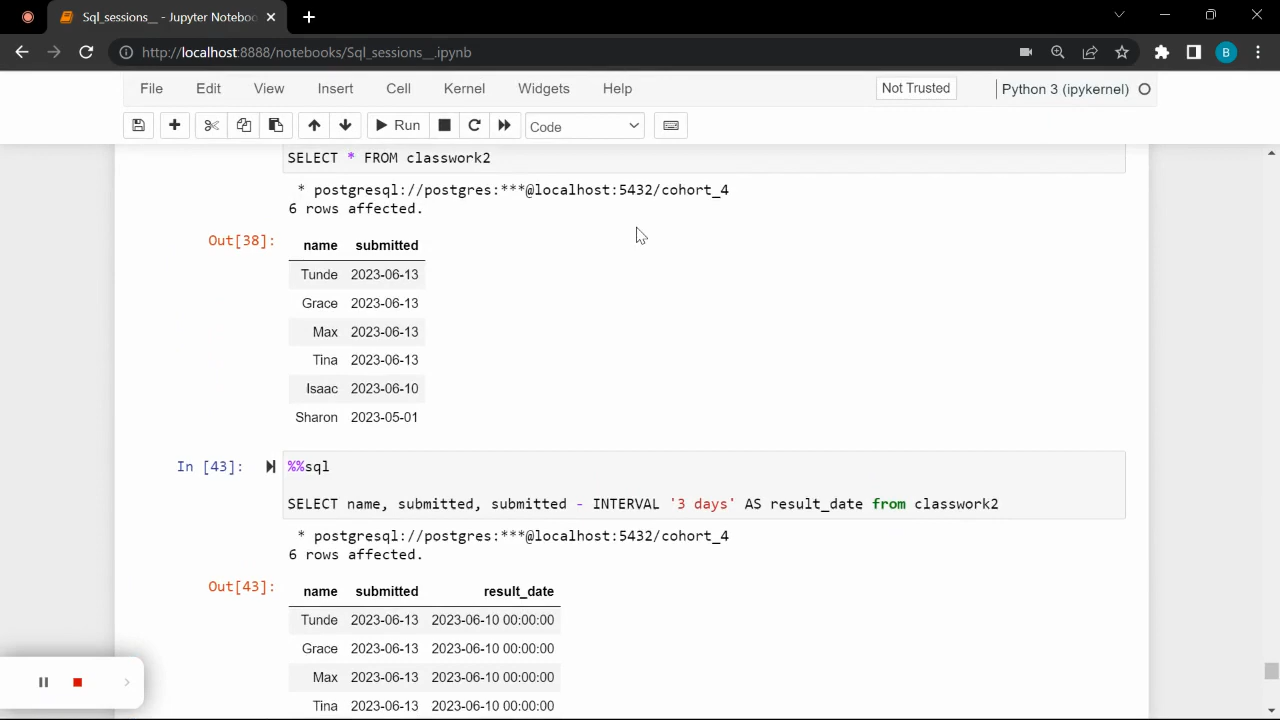 Sql_sessions__ - Jupyter Noteboo
http://localhost:8888/notebooks/Sql_sessions__.ipynb
B
File Edit View Insert Cell Kernel Widgets Help
Not Trusted
Python 3 (ipykernel)
Run
Code
SELECT * FROM classwork2
* postgresql://postgres:***@localhost:5432/cohort_4
6 rows affected.
Out[38]:
name submitted
Tunde 2023-06-13
Grace 2023-06-13
Max 2023-06-13
Tina 2023-06-13
Isaac 2023-06-10
Sharon 2023-05-01
In [43]:
%%sql
SELECT name, submitted, submitted - INTERVAL '3 days' AS result_date from classwork2
* postgresql://postgres:***@localhost:5432/cohort_4
6 rows affected.
Out[43]:
name submitted result_date
Tunde 2023-06-13 2023-06-10 00:00:00
Grace 2023-06-13 2023-06-10 00:00:00
Max 2023-06-13 2023-06-10 00:00:00
Tina 2023-06-13 2023-06-10 00:00:00